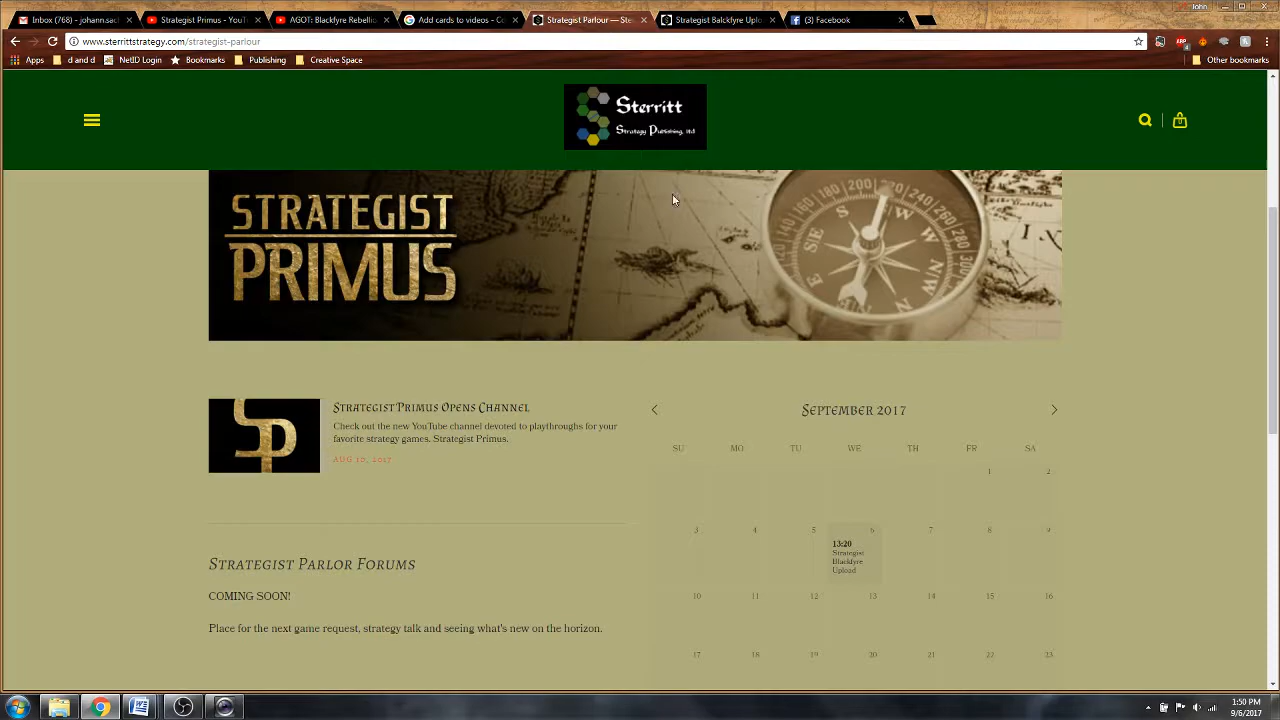 John
Inbox (768) - johann.sac
Strategist Primus - YouT
AGOT: Blackfyre Rebellio
Add cards to videos - Co
Strategist Parlour — Ste
Strategist Balckfyre Uplo
(3) Facebook
www.sterrittstrategy.com/strategist-parlour
Apps
d and d
NetID Login
Bookmarks
Publishing
Creative Space
Other bookmarks
Sterritt
Strategy Publishing, ltd
0
STRATEGIST
PRIMUS
Strategist Primus Opens Channel
Check out the new YouTube channel devoted to playthroughs for your
favorite strategy games. Strategist Primus.
AUG 10, 2017
Strategist Parlor Forums
COMING SOON!
Place for the next game request, strategy talk and seeing what's new on the horizon.
September 2017
SU MO TU WE TH FR SA
1 2
3 4 5 6 7 8 9
13:20
Strategist
Blackfyre
Upload
10 11 12 13 14 15 16
17 18 19 20 21 22 23
1:50 PM
9/6/2017